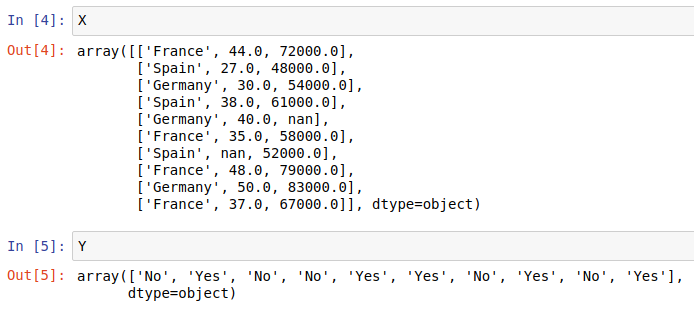 In [4]: X
Out[4]: array([['France', 44.0, 72000.0],
['Spain', 27.0, 48000.0],
['Germany', 30.0, 54000.0],
['Spain', 38.0, 61000.0],
['Germany', 40.0, nan],
['France', 35.0, 58000.0],
['Spain', nan, 52000.0],
['France', 48.0, 79000.0],
['Germany', 50.0, 83000.0],
['France', 37.0, 67000.0]], dtype=object)
In [5]: Y
Out[5]: array(['No', 'Yes', 'No', 'No', 'Yes', 'Yes', 'No', 'Yes', 'No', 'Yes'],
dtype=object)